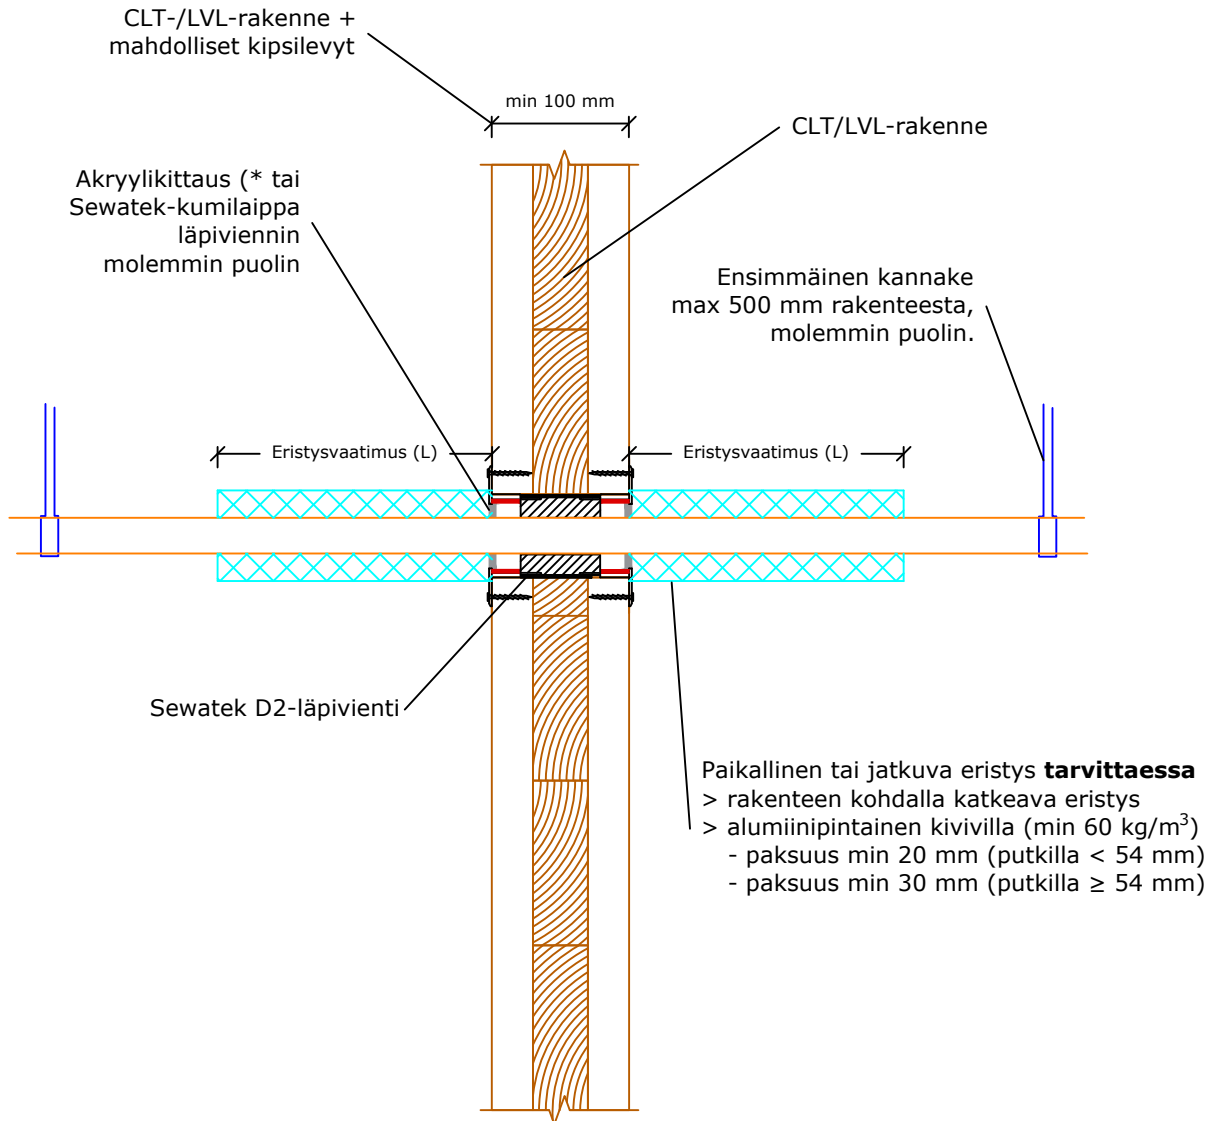 CLT-/LVL-rakenne +
mahdolliset kipsilevyt
min 100 mm
CLT/LVL-rakenne
Akryylikittaus (* tai
Sewatek-kumilaippa
läpiviennin
molemmin puolin
Ensimmäinen kannake
max 500 mm rakenteesta,
molemmin puolin.
Eristysvaatimus (L)
Eristysvaatimus (L)
Sewatek D2-läpivienti
Paikallinen tai jatkuva eristys tarvittaessa
> rakenteen kohdalla katkeava eristys
> alumiinipintainen kivivilla (min 60 kg/m³)
- paksuus min 20 mm (putkilla < 54 mm)
- paksuus min 30 mm (putkilla ≥ 54 mm)